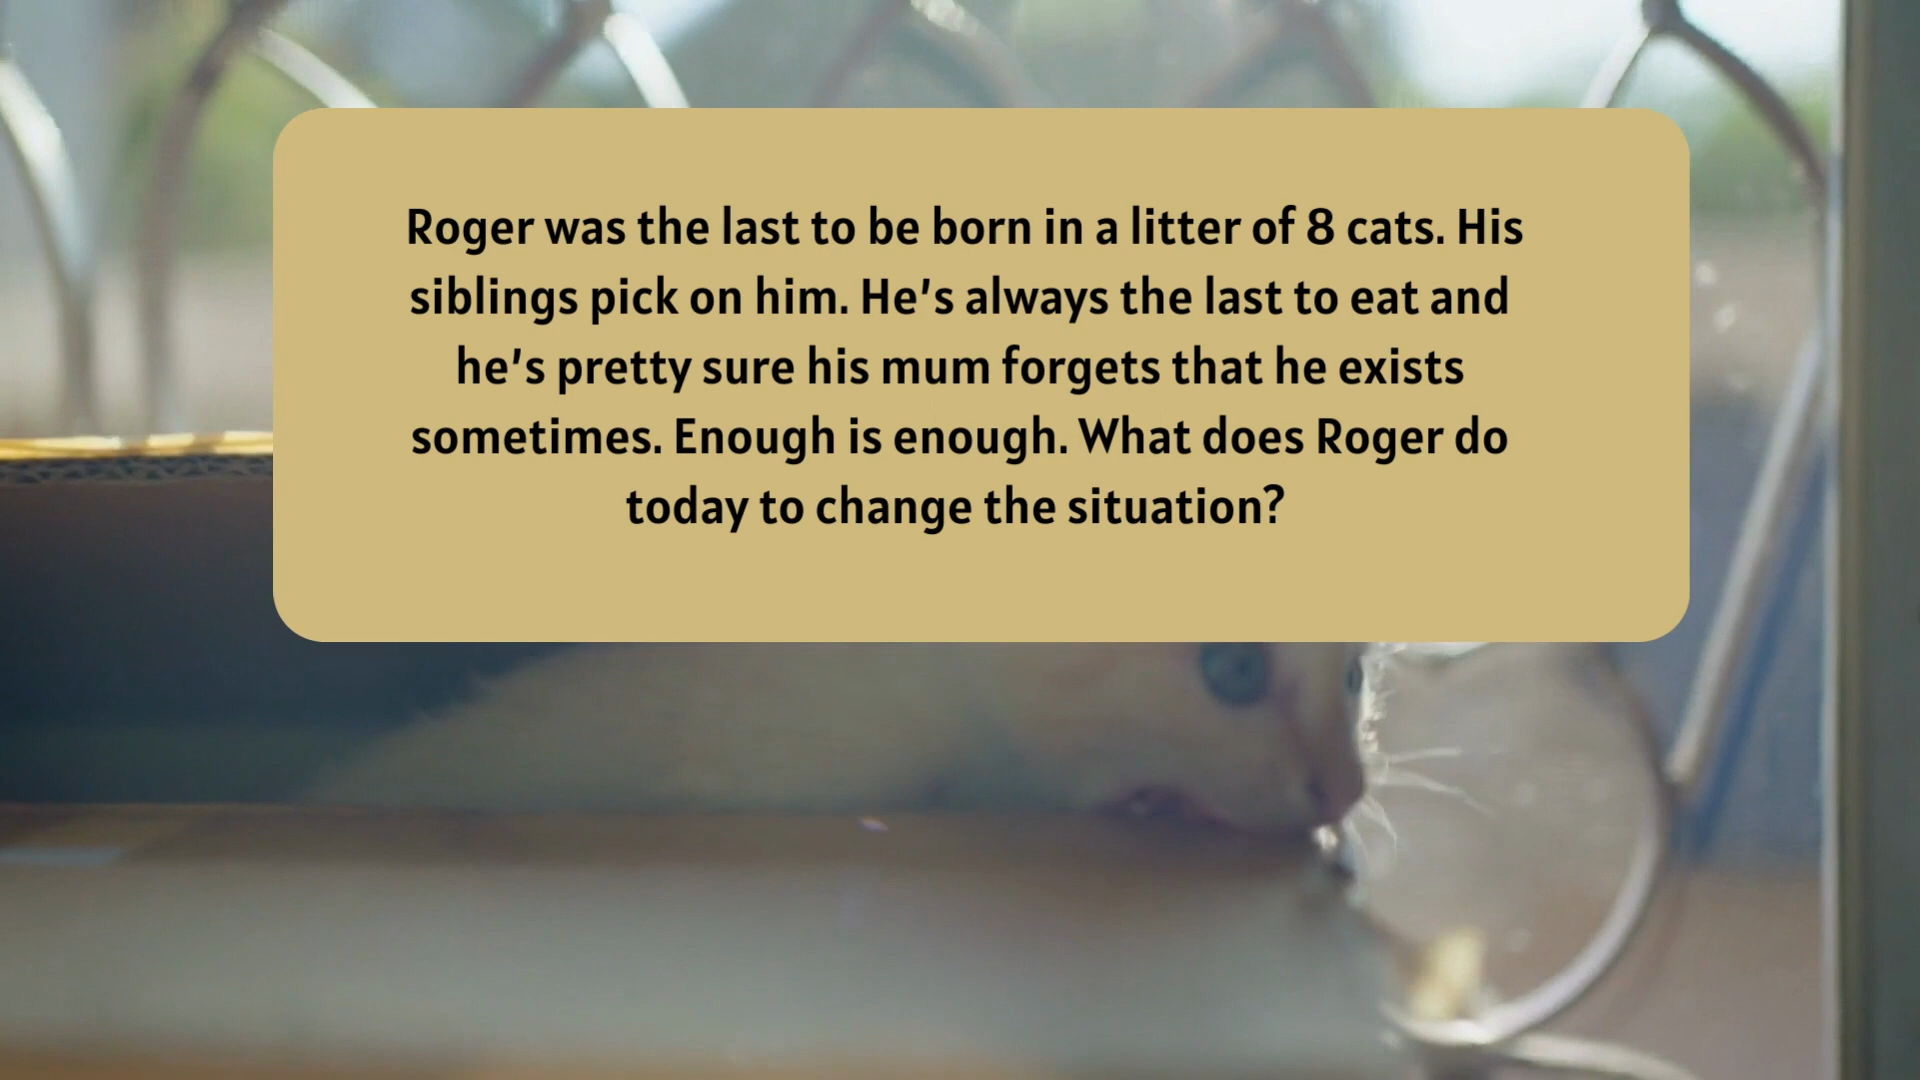 Roger was the last to be born in a litter of 8 cats. His
siblings pick on him. He's always the last to eat and
he's pretty sure his mum forgets that he exists
sometimes. Enough is enough. What does Roger do
today to change the situation?